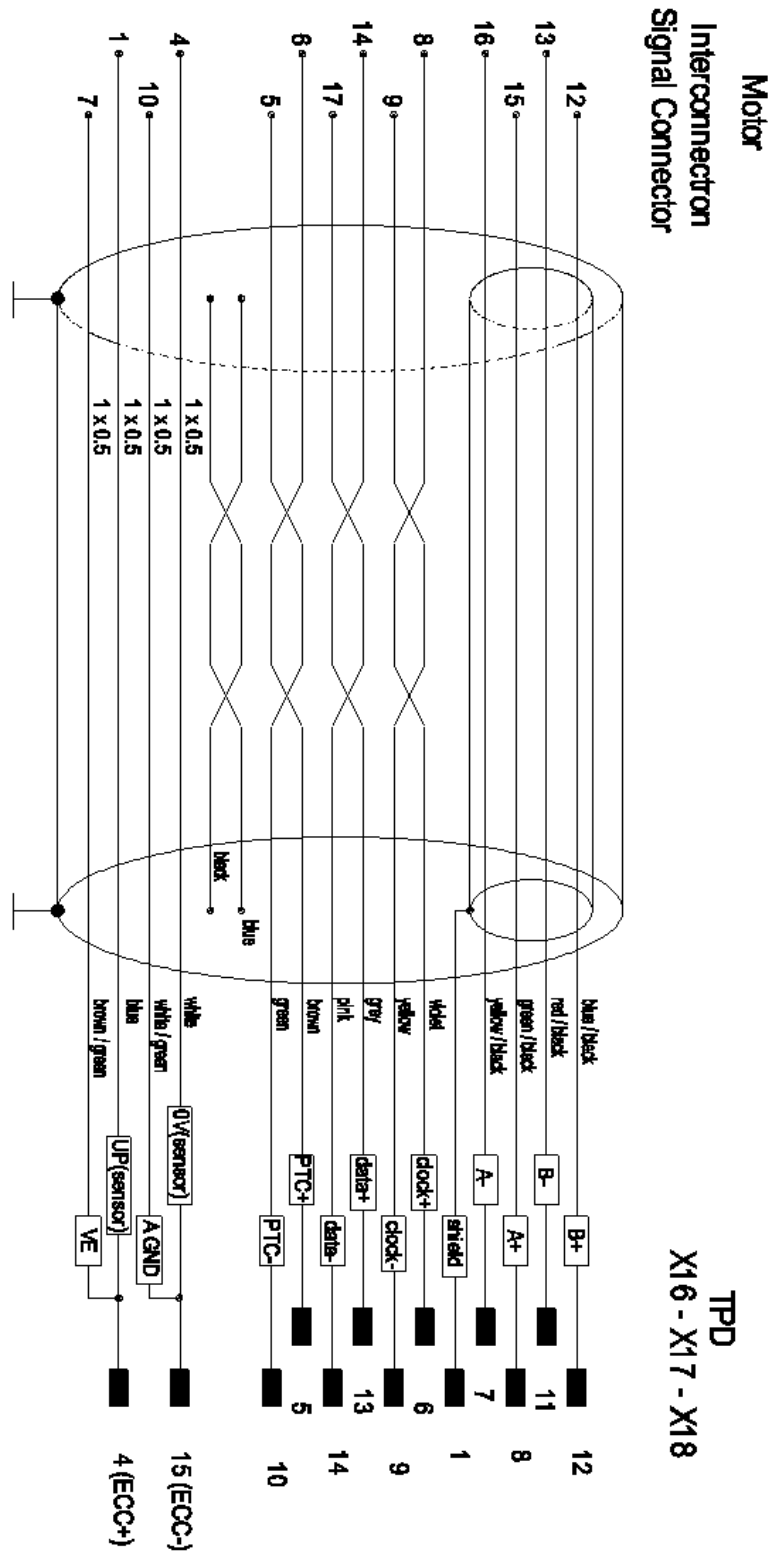 Motor
Interconnectron
Signal Connector
TPD
X16 - X17 - X18
12
blue / black
B+
12
13
red / black
B-
11
15
green / black
A+
8
16
yellow / black
A-
7
shield
1
8
violet
clock+
6
9
yellow
clock-
9
14
grey
data+
13
17
pink
data-
14
6
brown
PTC+
5
5
green
PTC-
10
blue
black
4
1 x 0.5
white
0V(sensor)
15 (ECC-)
10
1 x 0.5
white / green
A GND
1
1 x 0.5
blue
UP(sensor)
4 (ECC+)
7
1 x 0.5
brown / green
VE